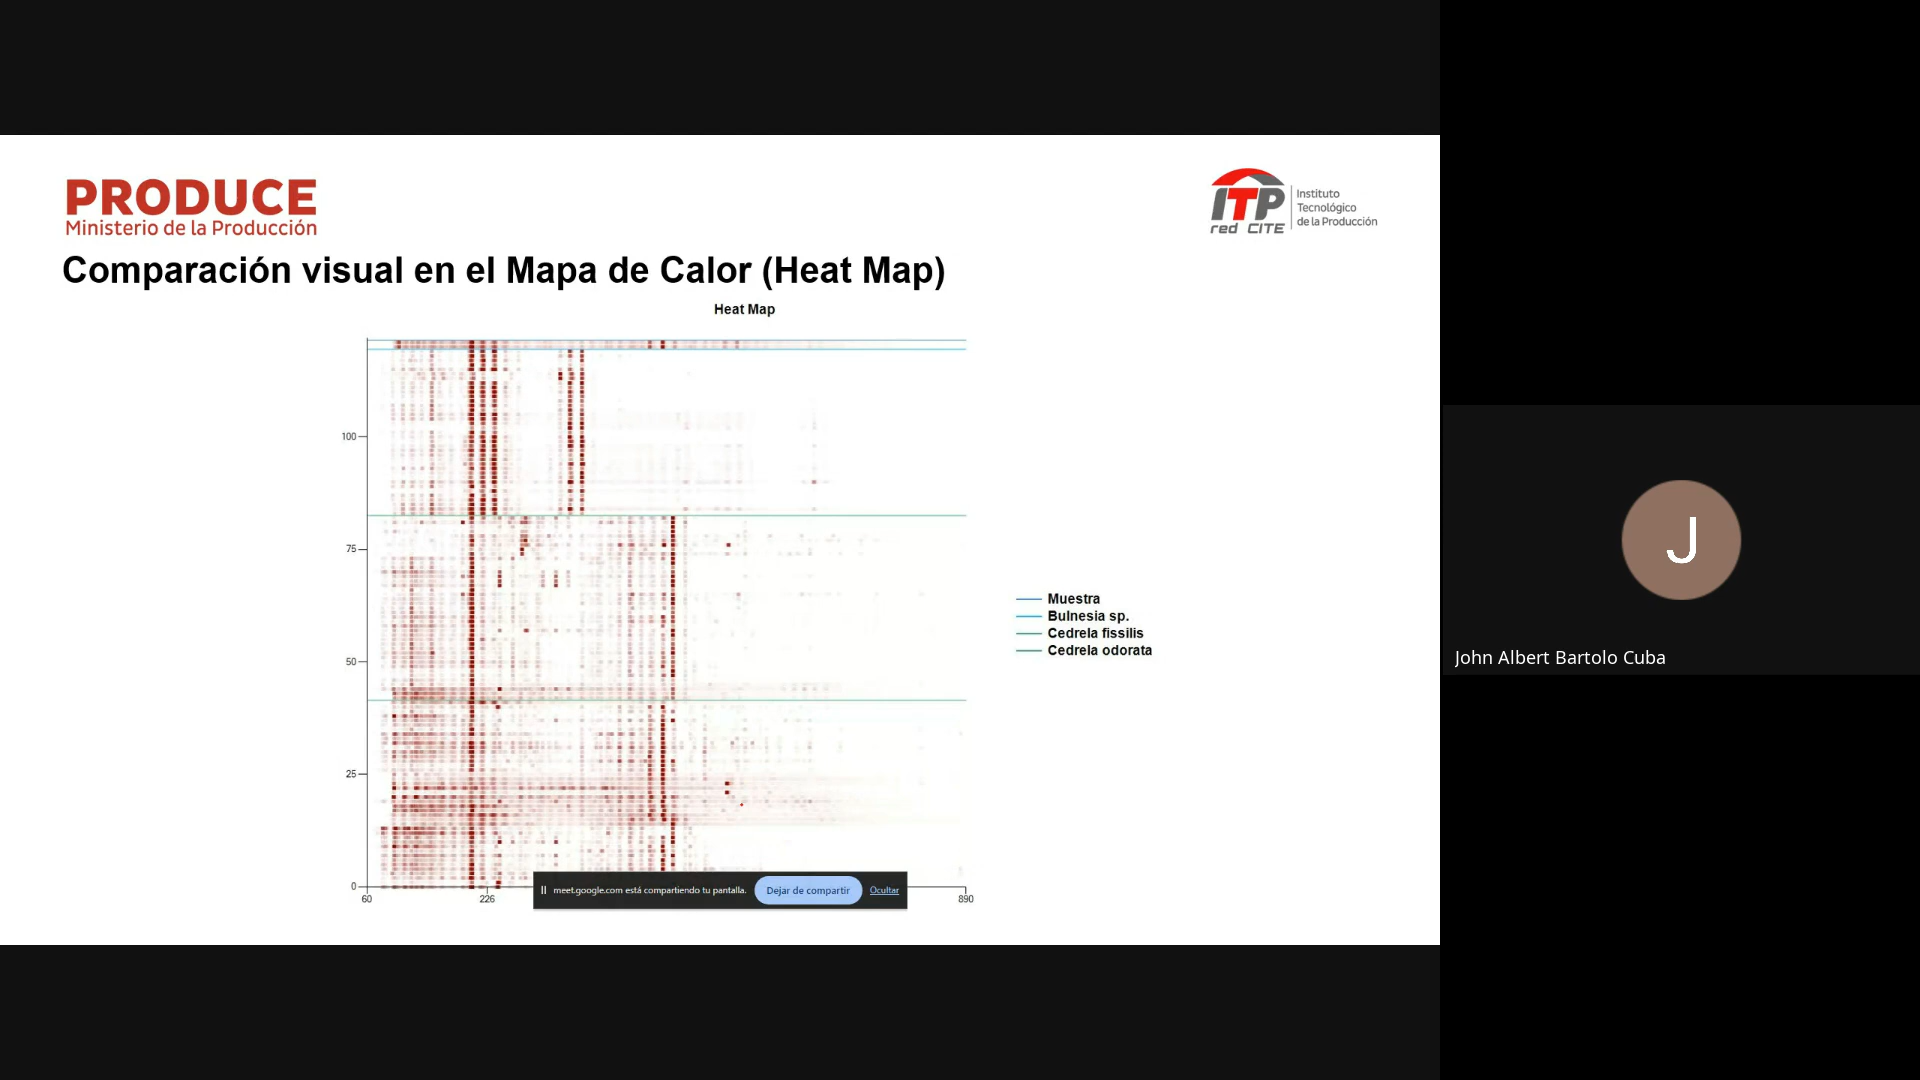 PRODUCE
Ministerio de la Producción
ITP
red CITE
Instituto
Tecnológico
de la Producción
Comparación visual en el Mapa de Calor (Heat Map)
Heat Map
100
75
50
25
0
60
226
890
Muestra
Bulnesia sp.
Cedrela fissilis
Cedrela odorata
meet.google.com está compartiendo tu pantalla.
Dejar de compartir
Ocultar
J
John Albert Bartolo Cuba